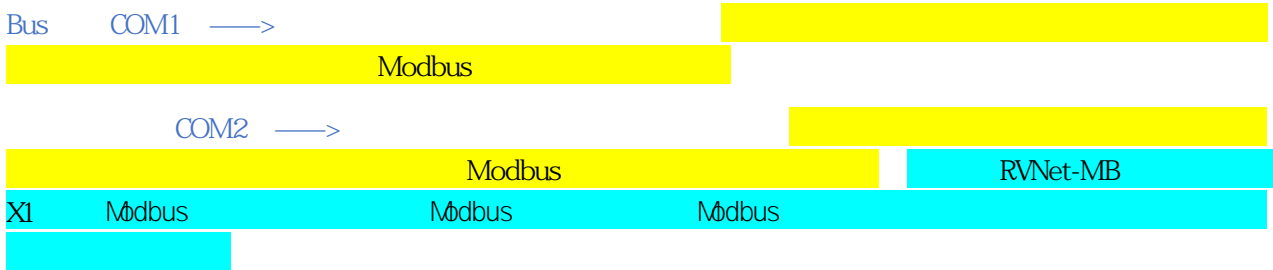 Bus COM1 ——>
Modbus
COM2 ——>
Modbus RVNet-MB
X1 Modbus Modbus Modbus